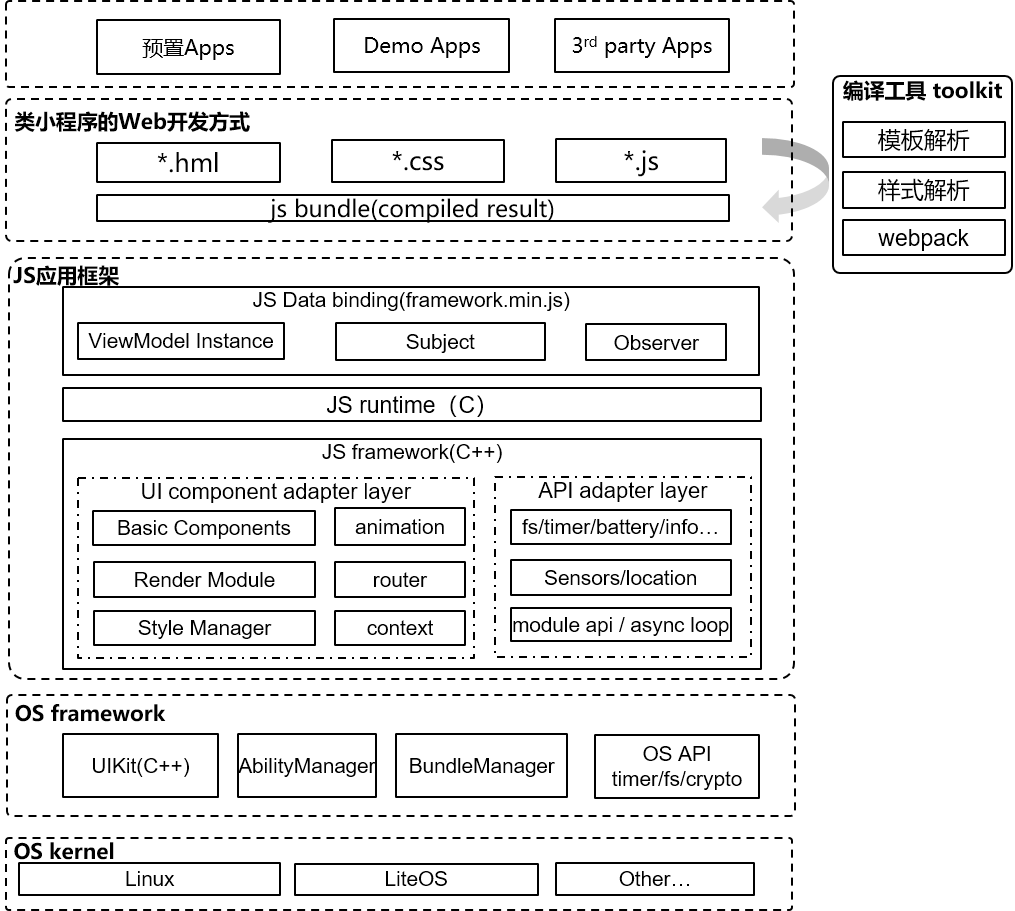 预置Apps
Demo Apps
3rd party Apps
类小程序的Web开发方式
*.hml
*.css
*.js
js bundle(compiled result)
编译工具 toolkit
模板解析
样式解析
webpack
JS应用框架
JS Data binding(framework.min.js)
ViewModel Instance
Subject
Observer
JS runtime（C）
JS framework(C++)
UI component adapter layer
Basic Components
animation
Render Module
router
Style Manager
context
API adapter layer
fs/timer/battery/info…
Sensors/location
module api / async loop
OS framework
UIKit(C++)
AbilityManager
BundleManager
OS API
timer/fs/crypto
OS kernel
Linux
LiteOS
Other…